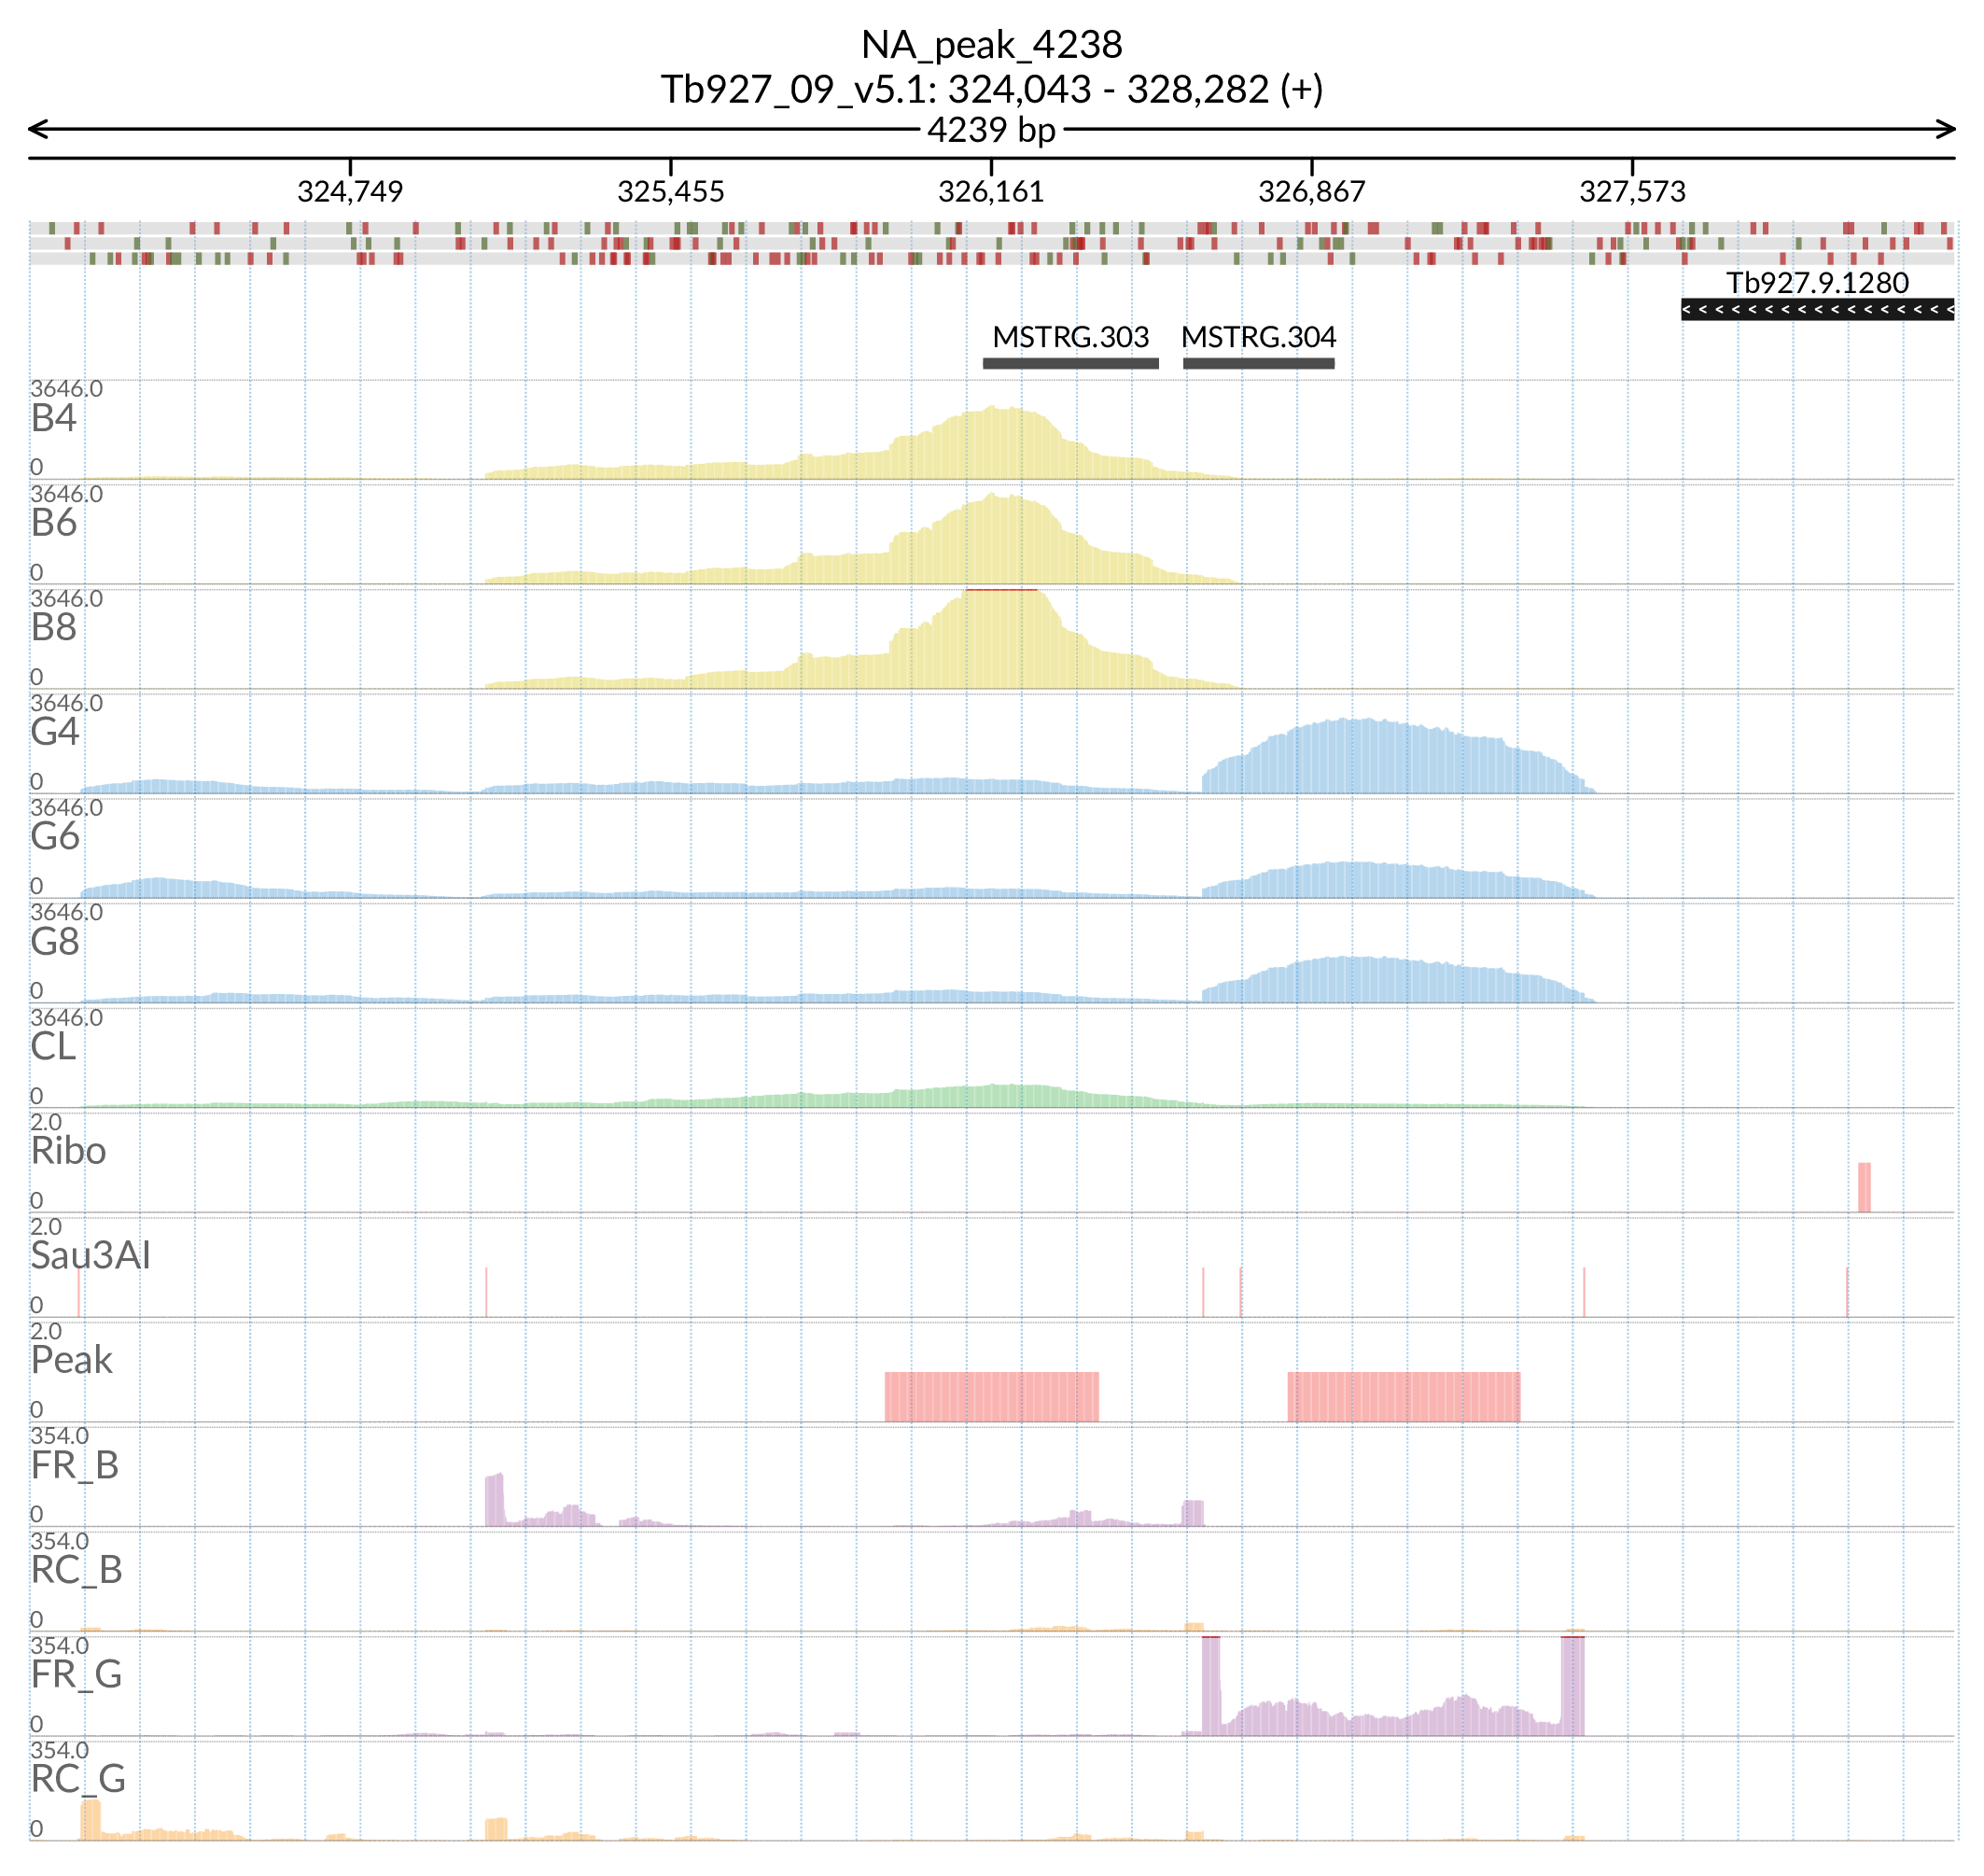 NA_peak_4238
Tb927_09_v5.1: 324,043 - 328,282 (+)
4239 bp
324,749 325,455 326,161 326,867 327,573
Tb927.9.1280
MSTRG.303 MSTRG.304
3646.0
B4
0
3646.0
B6
0
3646.0
B8
0
3646.0
G4
0
3646.0
G6
0
3646.0
G8
0
3646.0
CL
0
2.0
Ribo
0
2.0
Sau3AI
0
2.0
Peak
0
354.0
FR_B
0
354.0
RC_B
0
354.0
FR_G
0
354.0
RC_G
0